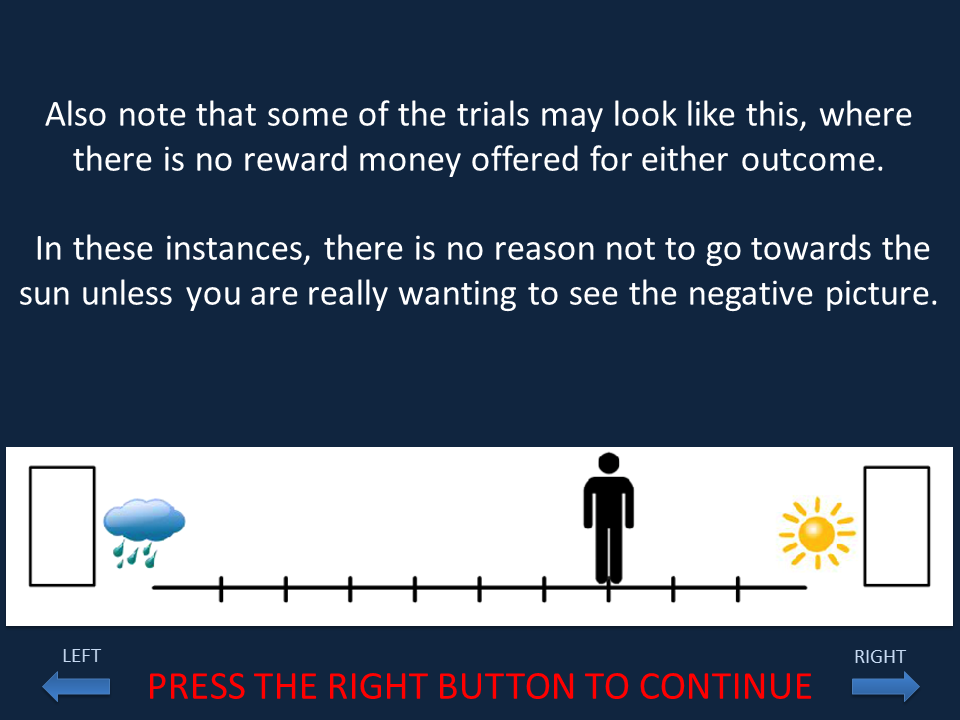 Also note that some of the trials may look like this, where
there is no reward money offered for either outcome.
In these instances, there is no reason not to go towards the
sun unless you are really wanting to see the negative picture.
LEFT
RIGHT
PRESS THE RIGHT BUTTON TO CONTINUE